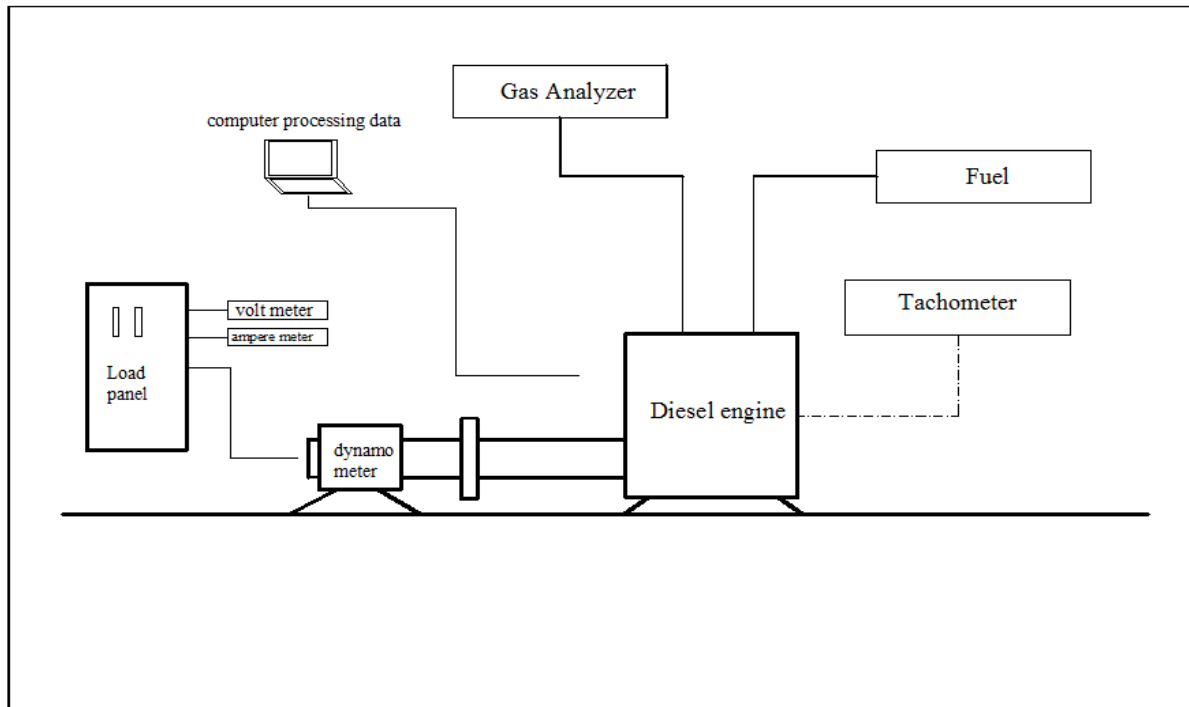 Gas Analyzer
computer processing data
Fuel
volt meter
ampere meter
Tachometer
Load
panel
Diesel engine
dynamo
meter